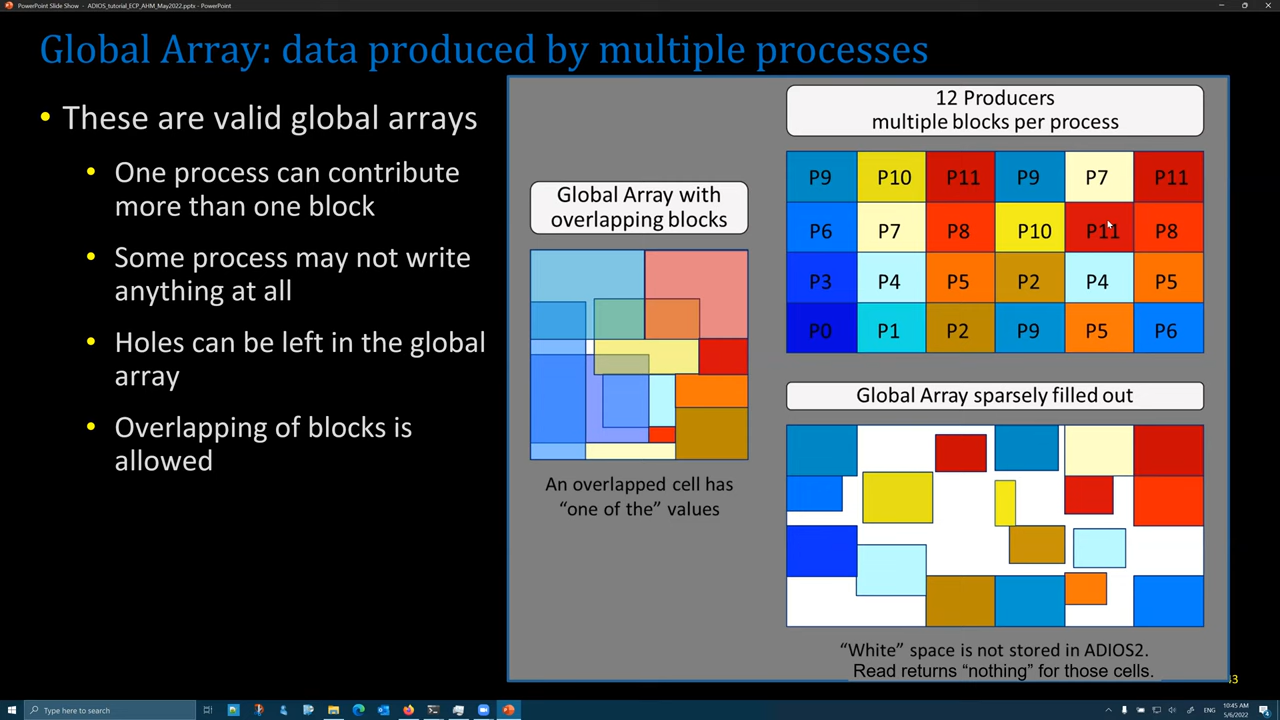 PowerPoint Slide Show - ADIOS_tutorial_ECP_AHM_May2022.pptx - PowerPoint
Global Array: data produced by multiple processes
• These are valid global arrays
• One process can contribute
more than one block
• Some process may not write
anything at all
• Holes can be left in the global
array
• Overlapping of blocks is
allowed
Global Array with
overlapping blocks
An overlapped cell has
“one of the” values
12 Producers
multiple blocks per process
P9 P10 P11 P9 P7 P11
P6 P7 P8 P10 P11 P8
P3 P4 P5 P2 P4 P5
P0 P1 P2 P9 P5 P6
Global Array sparsely filled out
“White” space is not stored in ADIOS2.
Read returns “nothing” for those cells.
Type here to search
10:45 AM
5/6/2022